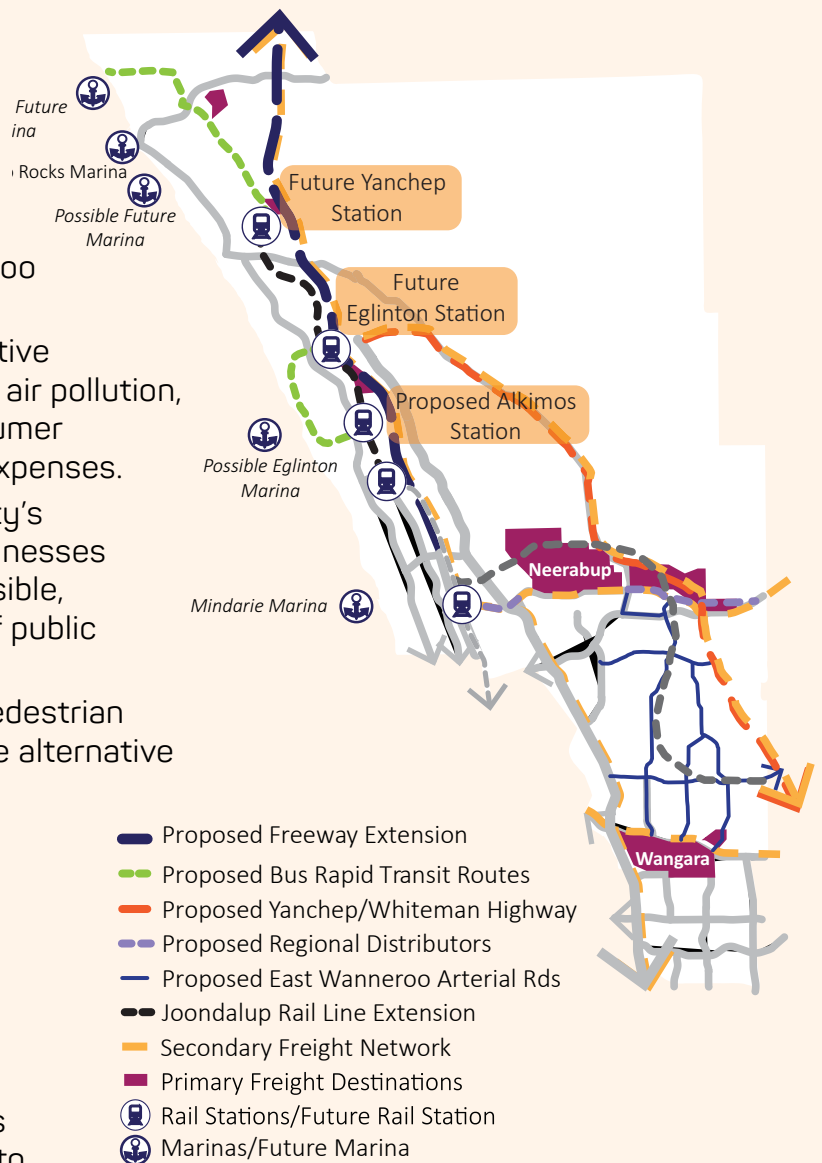 Future
ina
Rocks Marina
Possible Future
Marina
Future Yanchep
Station
oo
Future
Eglinton Station
tive
air pollution,
umer
xpenses.
Proposed Alkimos
Station
Possible Eglinton
Marina
ty's
nesses
sible,
f public
Neerabup
Mindarie Marina
edestrian
e alternative
Wangara
Proposed Freeway Extension
Proposed Bus Rapid Transit Routes
Proposed Yanchep/Whiteman Highway
Proposed Regional Distributors
Proposed East Wanneroo Arterial Rds
Joondalup Rail Line Extension
Secondary Freight Network
Primary Freight Destinations
Rail Stations/Future Rail Station
Marinas/Future Marina
s
to